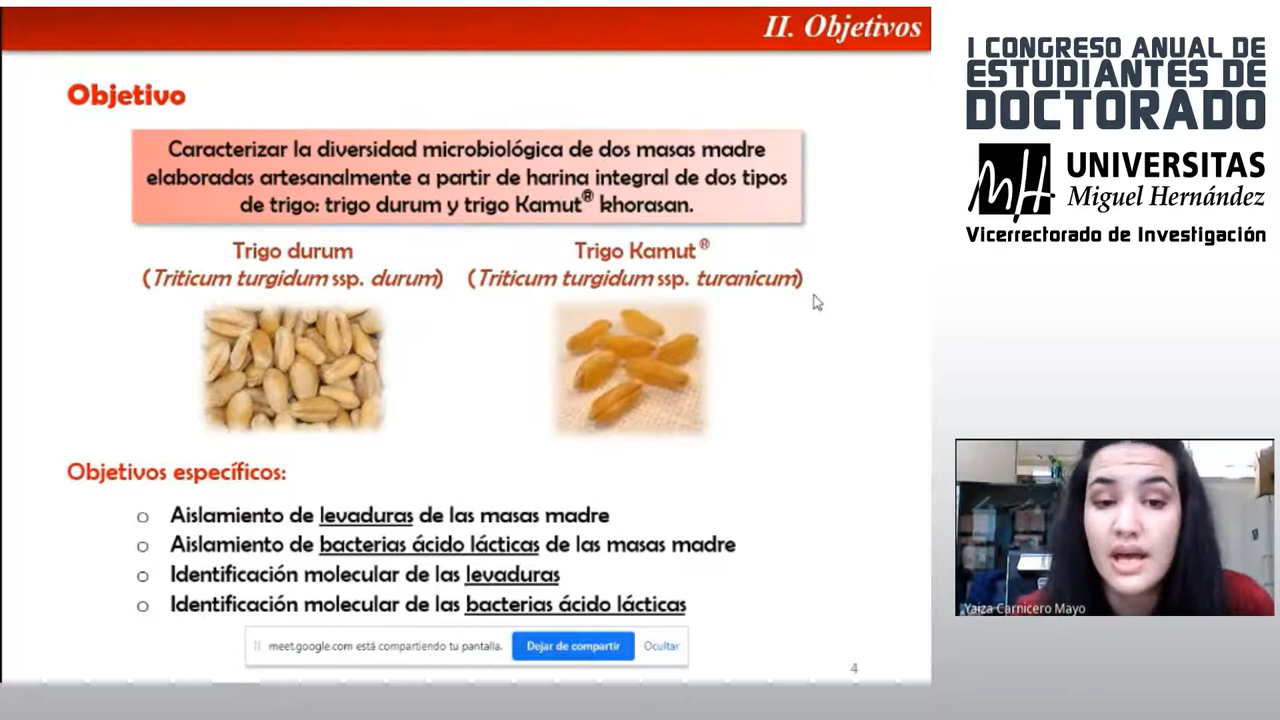 II. Objetivos
Objetivo
Caracterizar la diversidad microbiológica de dos masas madre
elaboradas artesanalmente a partir de harina integral de dos tipos
de trigo: trigo durum y trigo Kamut® khorasan.
Trigo durum
(Triticum turgidum ssp. durum)
Trigo Kamut®
(Triticum turgidum ssp. turanicum)
Objetivos específicos:
o Aislamiento de levaduras de las masas madre
o Aislamiento de bacterias ácido lácticas de las masas madre
o Identificación molecular de las levaduras
o Identificación molecular de las bacterias ácido lácticas
meet.google.com está compartiendo tu pantalla.
Dejar de compartir
Ocultar
4
I CONGRESO ANUAL DE
ESTUDIANTES DE
DOCTORADO
UNIVERSITAS
Miguel Hernández
Vicerrectorado de Investigación
Yaiza Carnicero Mayo